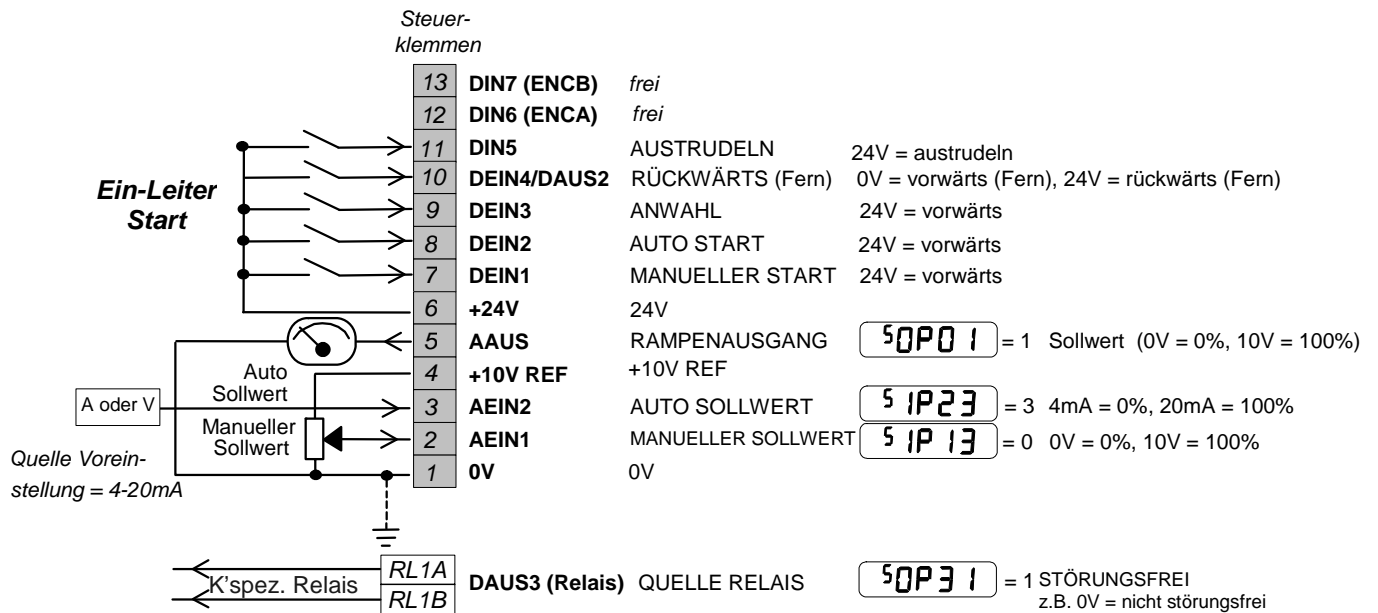 Steuer-
klemmen
13 DIN7 (ENCB) frei
12 DIN6 (ENCA) frei
11 DIN5 AUSTRUDELN 24V = austrudeln
10 DEIN4/DAUS2 RÜCKWÄRTS (Fern) 0V = vorwärts (Fern), 24V = rückwärts (Fern)
Ein-Leiter
Start
9 DEIN3 ANWAHL 24V = vorwärts
8 DEIN2 AUTO START 24V = vorwärts
7 DEIN1 MANUELLER START 24V = vorwärts
6 +24V 24V
5 AAUS RAMPENAUSGANG SOP01 = 1 Sollwert (0V = 0%, 10V = 100%)
4 +10V REF +10V REF
Auto
Sollwert
A oder V
3 AEIN2 AUTO SOLLWERT SIP23 = 3 4mA = 0%, 20mA = 100%
Manueller
Sollwert
2 AEIN1 MANUELLER SOLLWERT SIP13 = 0 0V = 0%, 10V = 100%
Quelle Vorein-
stellung = 4-20mA
1 0V 0V
K'spez. Relais
RL1A
RL1B
DAUS3 (Relais) QUELLE RELAIS SOP31 = 1 STÖRUNGSFREI
z.B. 0V = nicht störungsfrei